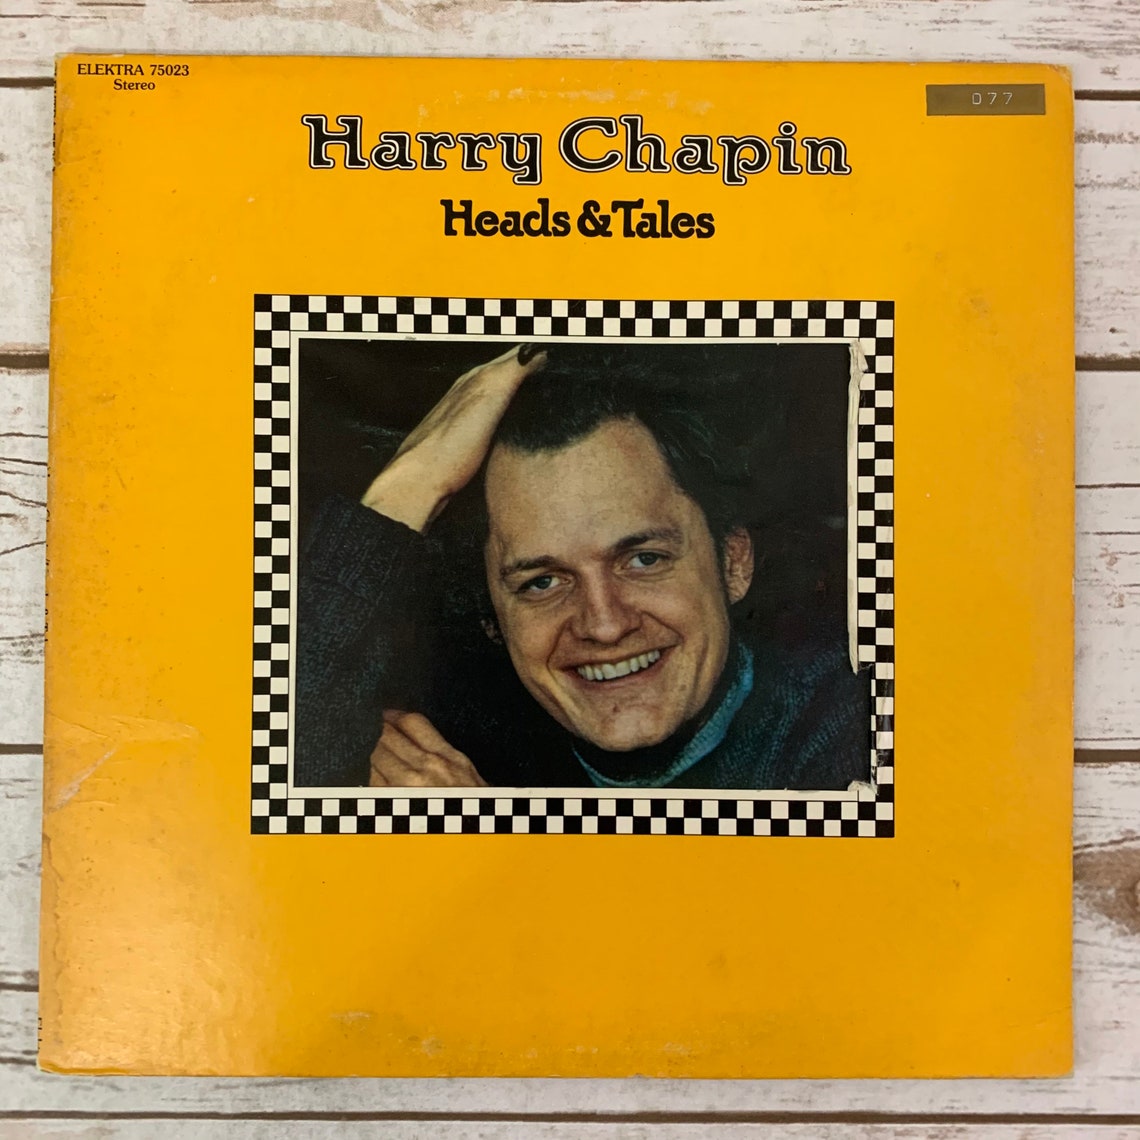 ELEKTRA 75023
Stereo
077
Harry Chapin
Heads & Tales